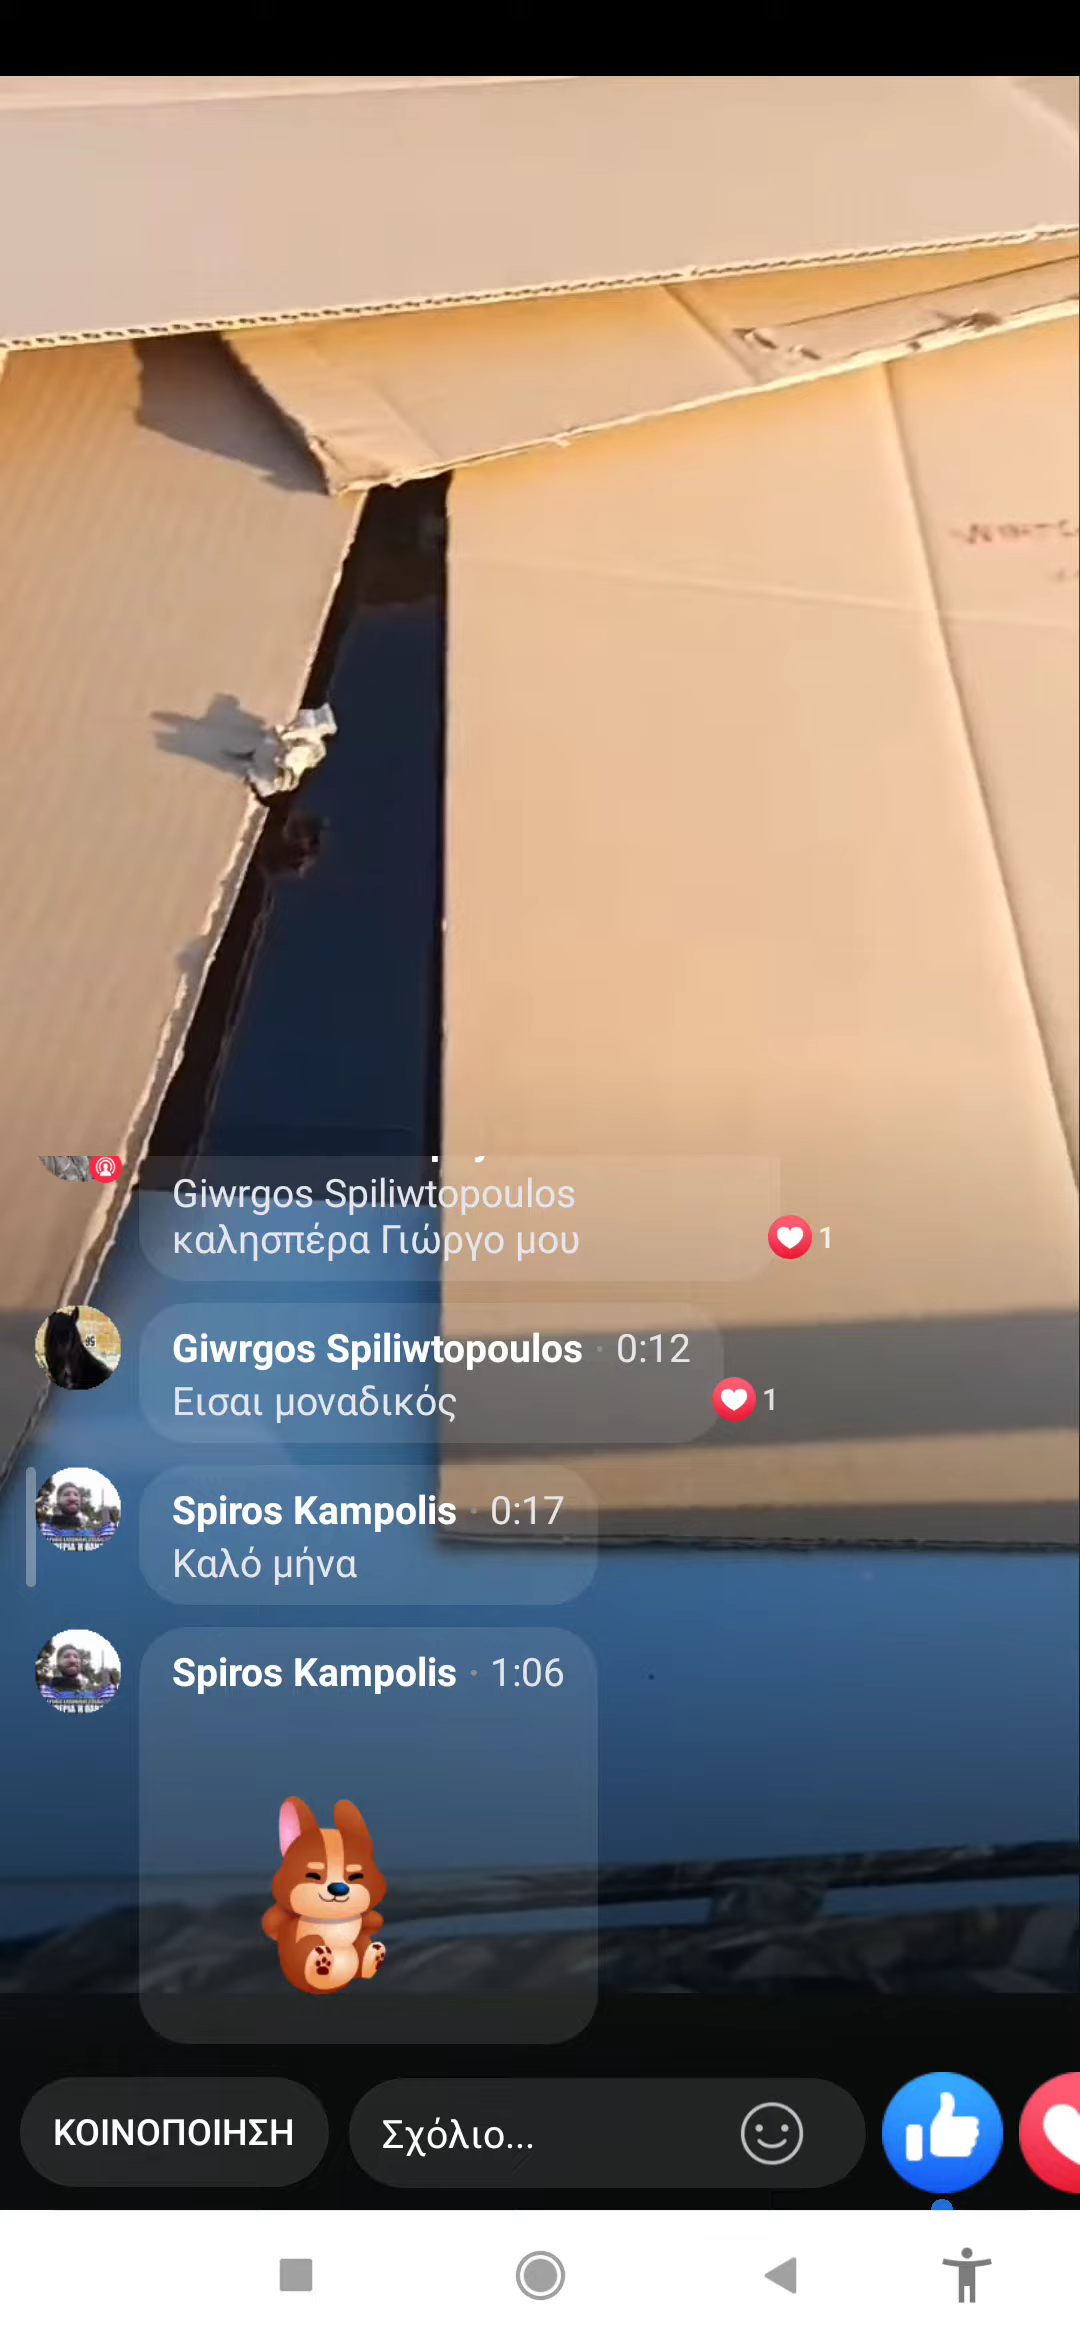 Giwrgos Spiliwtopoulos
καλησπέρα Γιώργο μου
1
Giwrgos Spiliwtopoulos · 0:12
Εισαι μοναδικός
1
Spiros Kampolis · 0:17
Καλό μήνα
Spiros Kampolis · 1:06
ΚΟΙΝΟΠΟΙΗΣΗ
Σχόλιο...